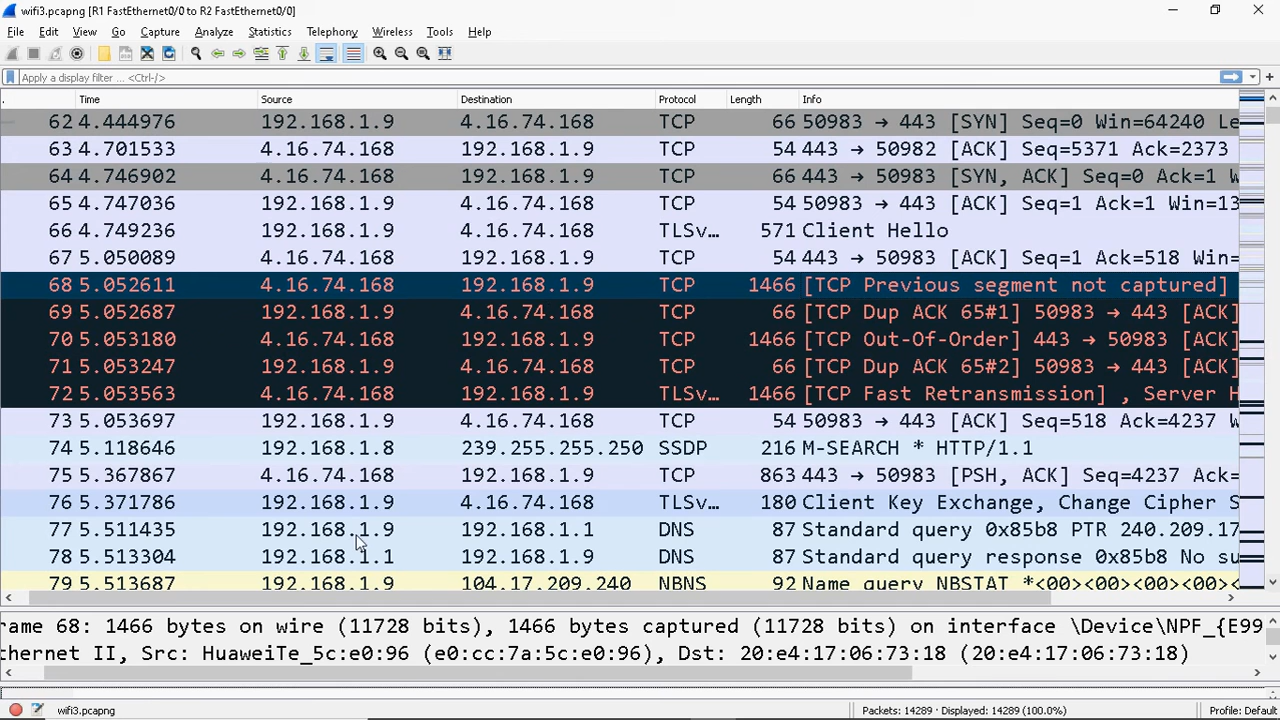 wifi3.pcapng [R1 FastEthernet0/0 to R2 FastEthernet0/0]
File Edit View Go Capture Analyze Statistics Telephony Wireless Tools Help
Apply a display filter ... <Ctrl-/>
. Time Source Destination Protocol Length Info
62 4.444976 192.168.1.9 4.16.74.168 TCP 66 50983 → 443 [SYN] Seq=0 Win=64240 Le
63 4.701533 4.16.74.168 192.168.1.9 TCP 54 443 → 50982 [ACK] Seq=5371 Ack=2373
64 4.746902 4.16.74.168 192.168.1.9 TCP 66 443 → 50983 [SYN, ACK] Seq=0 Ack=1 W
65 4.747036 192.168.1.9 4.16.74.168 TCP 54 50983 → 443 [ACK] Seq=1 Ack=1 Win=13
66 4.749236 192.168.1.9 4.16.74.168 TLSv… 571 Client Hello
67 5.050089 4.16.74.168 192.168.1.9 TCP 54 443 → 50983 [ACK] Seq=1 Ack=518 Win=
68 5.052611 4.16.74.168 192.168.1.9 TCP 1466 [TCP Previous segment not captured]
69 5.052687 192.168.1.9 4.16.74.168 TCP 66 [TCP Dup ACK 65#1] 50983 → 443 [ACK]
70 5.053180 4.16.74.168 192.168.1.9 TCP 1466 [TCP Out-Of-Order] 443 → 50983 [ACK]
71 5.053247 192.168.1.9 4.16.74.168 TCP 66 [TCP Dup ACK 65#2] 50983 → 443 [ACK]
72 5.053563 4.16.74.168 192.168.1.9 TLSv… 1466 [TCP Fast Retransmission] , Server H
73 5.053697 192.168.1.9 4.16.74.168 TCP 54 50983 → 443 [ACK] Seq=518 Ack=4237 W
74 5.118646 192.168.1.8 239.255.255.250 SSDP 216 M-SEARCH * HTTP/1.1
75 5.367867 4.16.74.168 192.168.1.9 TCP 863 443 → 50983 [PSH, ACK] Seq=4237 Ack=
76 5.371786 192.168.1.9 4.16.74.168 TLSv… 180 Client Key Exchange, Change Cipher S
77 5.511435 192.168.1.9 192.168.1.1 DNS 87 Standard query 0x85b8 PTR 240.209.17
78 5.513304 192.168.1.1 192.168.1.9 DNS 87 Standard query response 0x85b8 No su
79 5.513687 192.168.1.9 104.17.209.240 NBNS 92 Name query NBSTAT *<00><00><00><00><
rame 68: 1466 bytes on wire (11728 bits), 1466 bytes captured (11728 bits) on interface \Device\NPF_{E99
thernet II, Src: HuaweiTe_5c:e0:96 (e0:cc:7a:5c:e0:96), Dst: 20:e4:17:06:73:18 (20:e4:17:06:73:18)
wifi3.pcapng Packets: 14289 · Displayed: 14289 (100.0%) Profile: Default